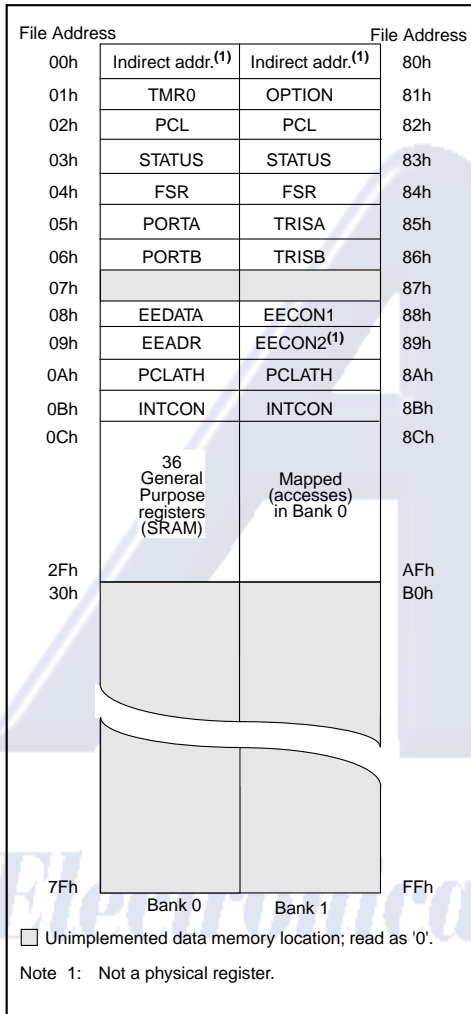 File Address File Address
00h Indirect addr.(1) Indirect addr.(1) 80h
01h TMR0 OPTION 81h
02h PCL PCL 82h
03h STATUS STATUS 83h
04h FSR FSR 84h
05h PORTA TRISA 85h
06h PORTB TRISB 86h
07h 87h
08h EEDATA EECON1 88h
09h EEADR EECON2(1) 89h
0Ah PCLATH PCLATH 8Ah
0Bh INTCON INTCON 8Bh
0Ch 8Ch
36
General
Purpose
registers
(SRAM)
Mapped
(accesses)
in Bank 0
2Fh AFh
30h B0h
7Fh FFh
Bank 0 Bank 1
Electronica
Unimplemented data memory location; read as '0'.
Note 1: Not a physical register.